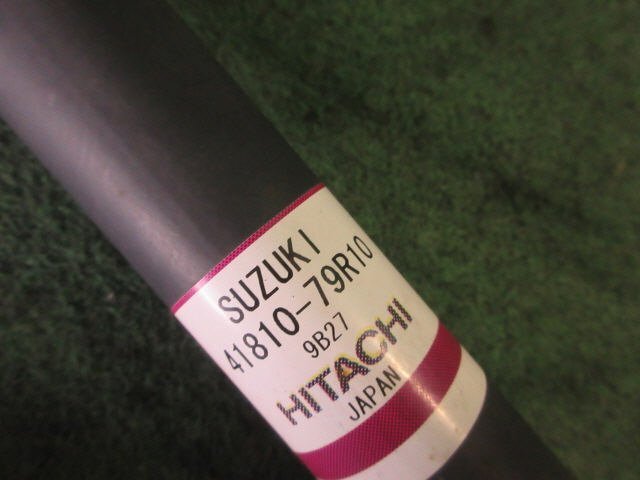 SUZUKI
41810-79R10
9B27
HITACHI
JAPAN